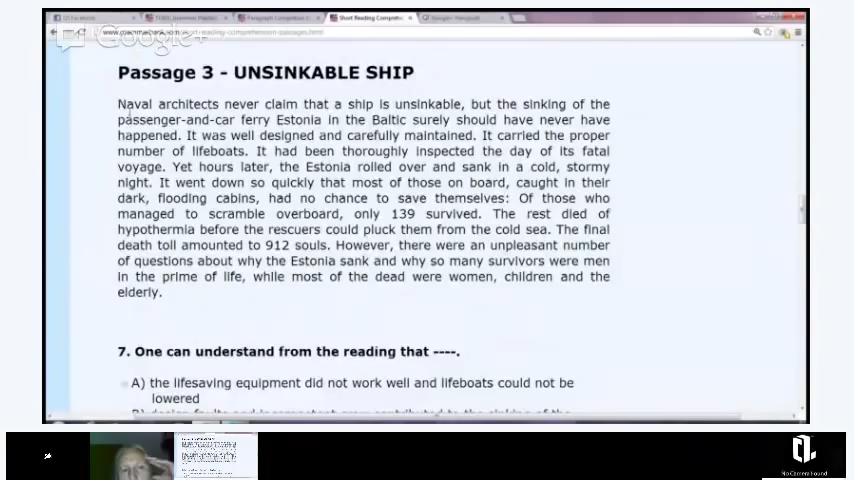 Short Reading Comprehens
Google+
Passage 3 - UNSINKABLE SHIP
Naval architects never claim that a ship is unsinkable, but the sinking of the
passenger-and-car ferry Estonia in the Baltic surely should have never have
happened. It was well designed and carefully maintained. It carried the proper
number of lifeboats. It had been thoroughly inspected the day of its fatal
voyage. Yet hours later, the Estonia rolled over and sank in a cold, stormy
night. It went down so quickly that most of those on board, caught in their
dark, flooding cabins, had no chance to save themselves: Of those who
managed to scramble overboard, only 139 survived. The rest died of
hypothermia before the rescuers could pluck them from the cold sea. The final
death toll amounted to 912 souls. However, there were an unpleasant number
of questions about why the Estonia sank and why so many survivors were men
in the prime of life, while most of the dead were women, children and the
elderly.
7. One can understand from the reading that ----.
A) the lifesaving equipment did not work well and lifeboats could not be
lowered
No Camera Found